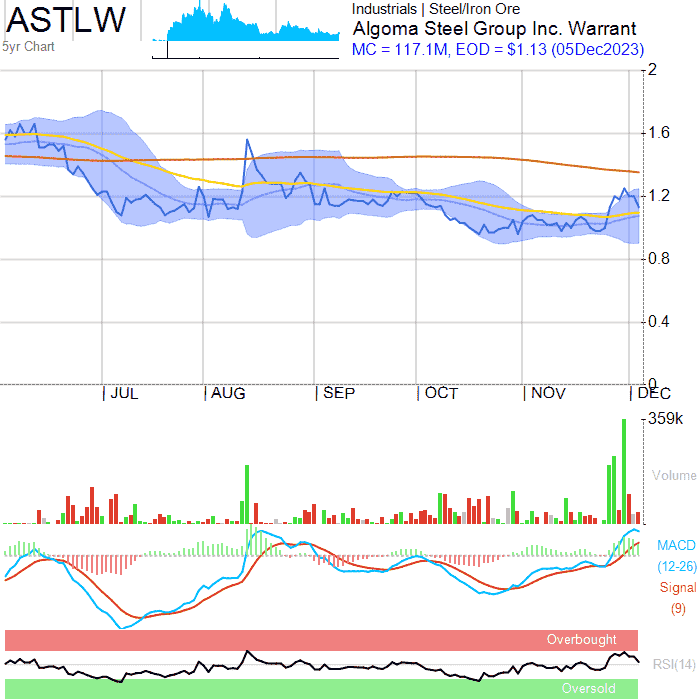 ASTLW
5yr Chart
Industrials | Steel/Iron Ore
Algoma Steel Group Inc. Warrant
MC = 117.1M, EOD = $1.13 (05Dec2023)
2
1.6
1.2
0.8
0.4
0
JUL AUG SEP OCT NOV DEC
359k
Volume
MACD
(12-26)
Signal
(9)
Overbought
RSI(14)
Oversold